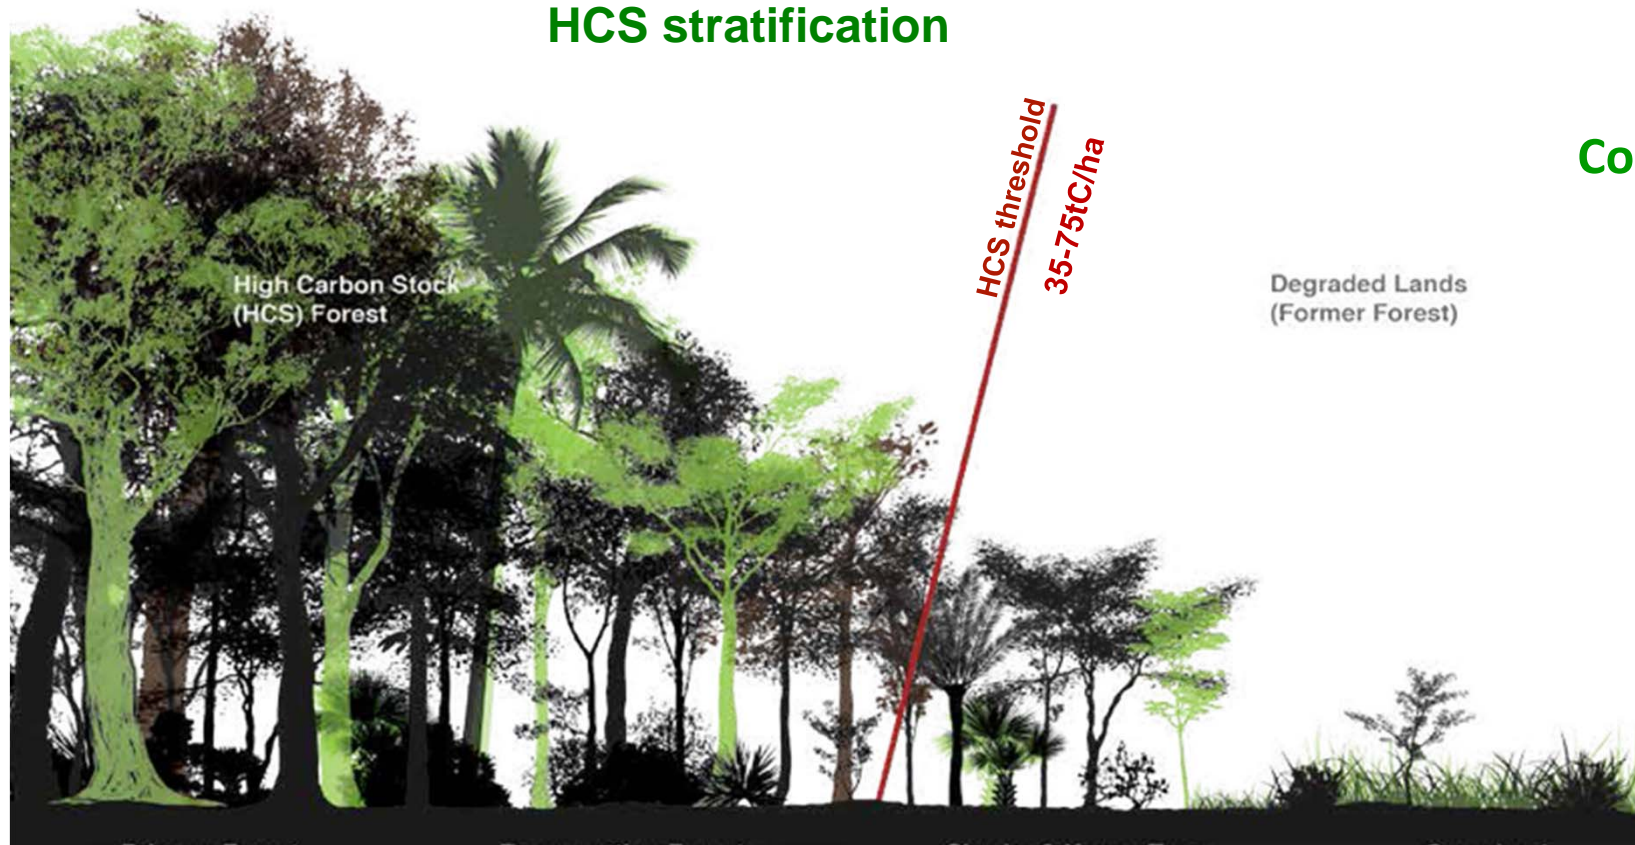 HCS stratification
HCS threshold
35-75tC/ha
Co
High Carbon Stock
(HCS) Forest
Degraded Lands
(Former Forest)